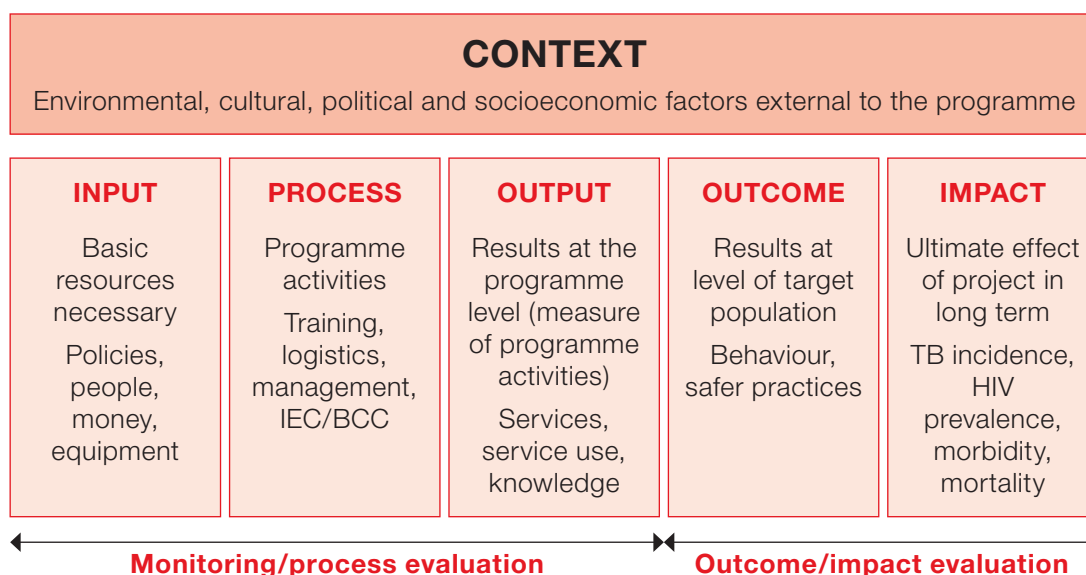 CONTEXT
Environmental, cultural, political and socioeconomic factors external to the programme
INPUT
Basic
resources
necessary
Policies,
people,
money,
equipment
PROCESS
Programme
activities
Training,
logistics,
management,
IEC/BCC
OUTPUT
Results at the
programme
level (measure
of programme
activities)
Services,
service use,
knowledge
OUTCOME
Results at
level of target
population
Behaviour,
safer practices
IMPACT
Ultimate effect
of project in
long term
TB incidence,
HIV
prevalence,
morbidity,
mortality
Monitoring/process evaluation
Outcome/impact evaluation